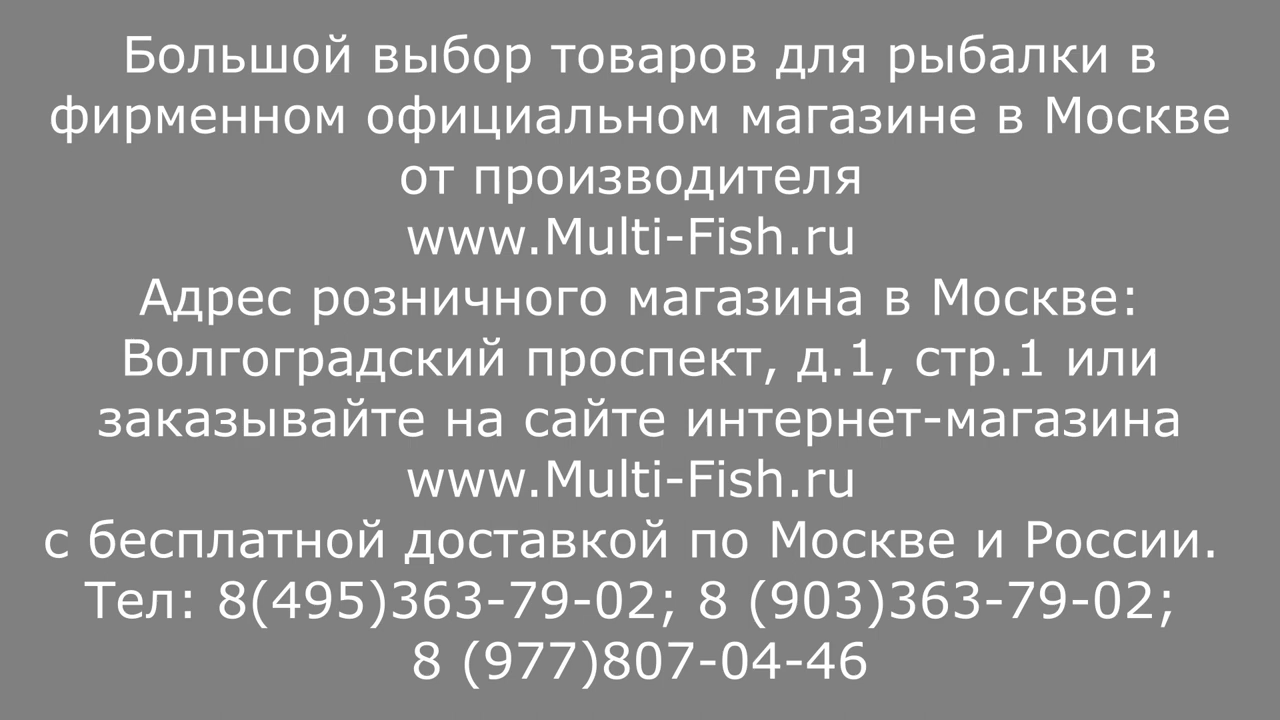 Большой выбор товаров для рыбалки в
фирменном официальном магазине в Москве
от производителя
www.Multi-Fish.ru
Адрес розничного магазина в Москве:
Волгоградский проспект, д.1, стр.1 или
заказывайте на сайте интернет-магазина
www.Multi-Fish.ru
с бесплатной доставкой по Москве и России.
Тел: 8(495)363-79-02; 8 (903)363-79-02;
8 (977)807-04-46